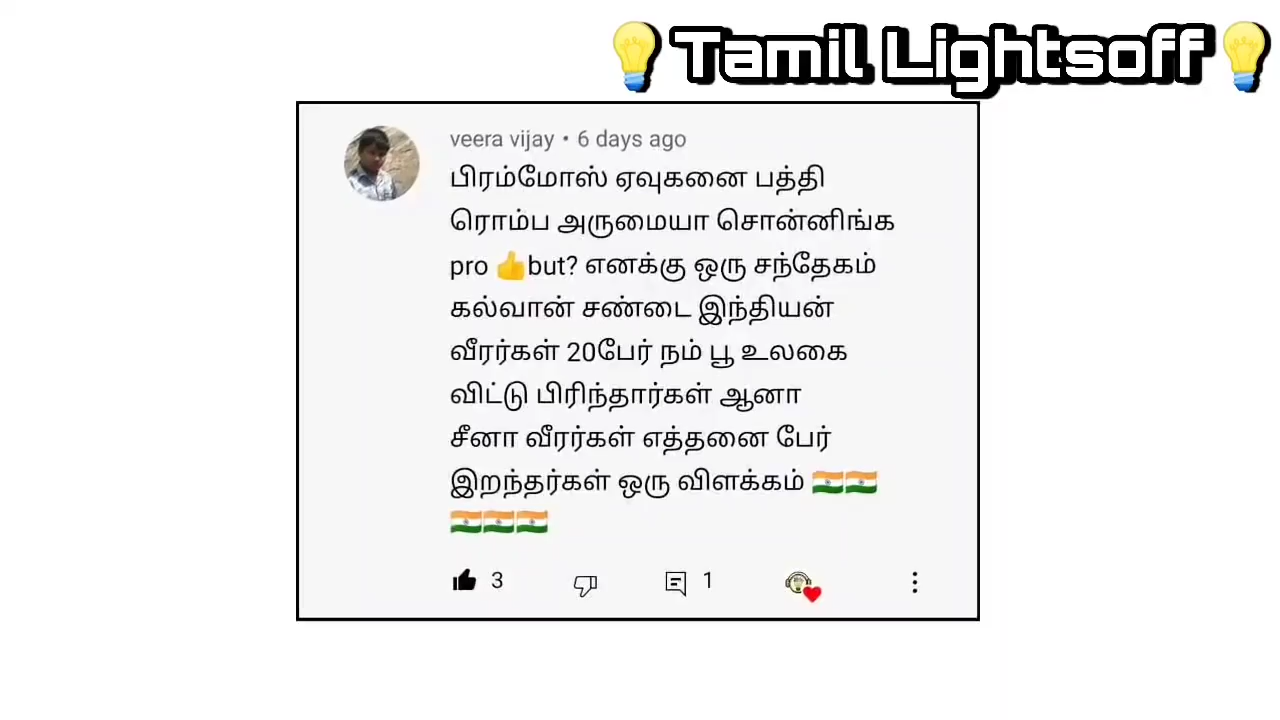 Tamil Lightsoff
veera vijay • 6 days ago
பிரம்மோஸ் ஏவுகனை பத்தி
ரொம்ப அருமையா சொன்னிங்க
pro 👍but? எனக்கு ஒரு சந்தேகம்
கல்வான் சண்டை இந்தியன்
வீரர்கள் 20பேர் நம் பூ உலகை
விட்டு பிரிந்தார்கள் ஆனா
சீனா வீரர்கள் எத்தனை பேர்
இறந்தர்கள் ஒரு விளக்கம் 🇮🇳🇮🇳
🇮🇳🇮🇳🇮🇳
3 1